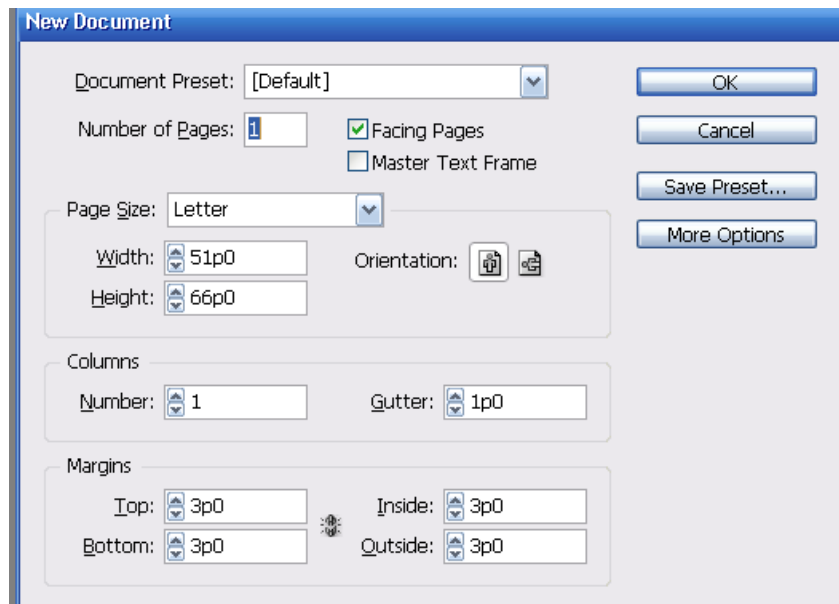 New Document
Document Preset: [Default]
OK
Number of Pages: 1
Facing Pages
Cancel
Master Text Frame
Save Preset...
Page Size: Letter
More Options
Width: 51p0
Orientation:
Height: 66p0
Columns
Number: 1 Gutter: 1p0
Margins
Top: 3p0 Inside: 3p0
Bottom: 3p0 Outside: 3p0